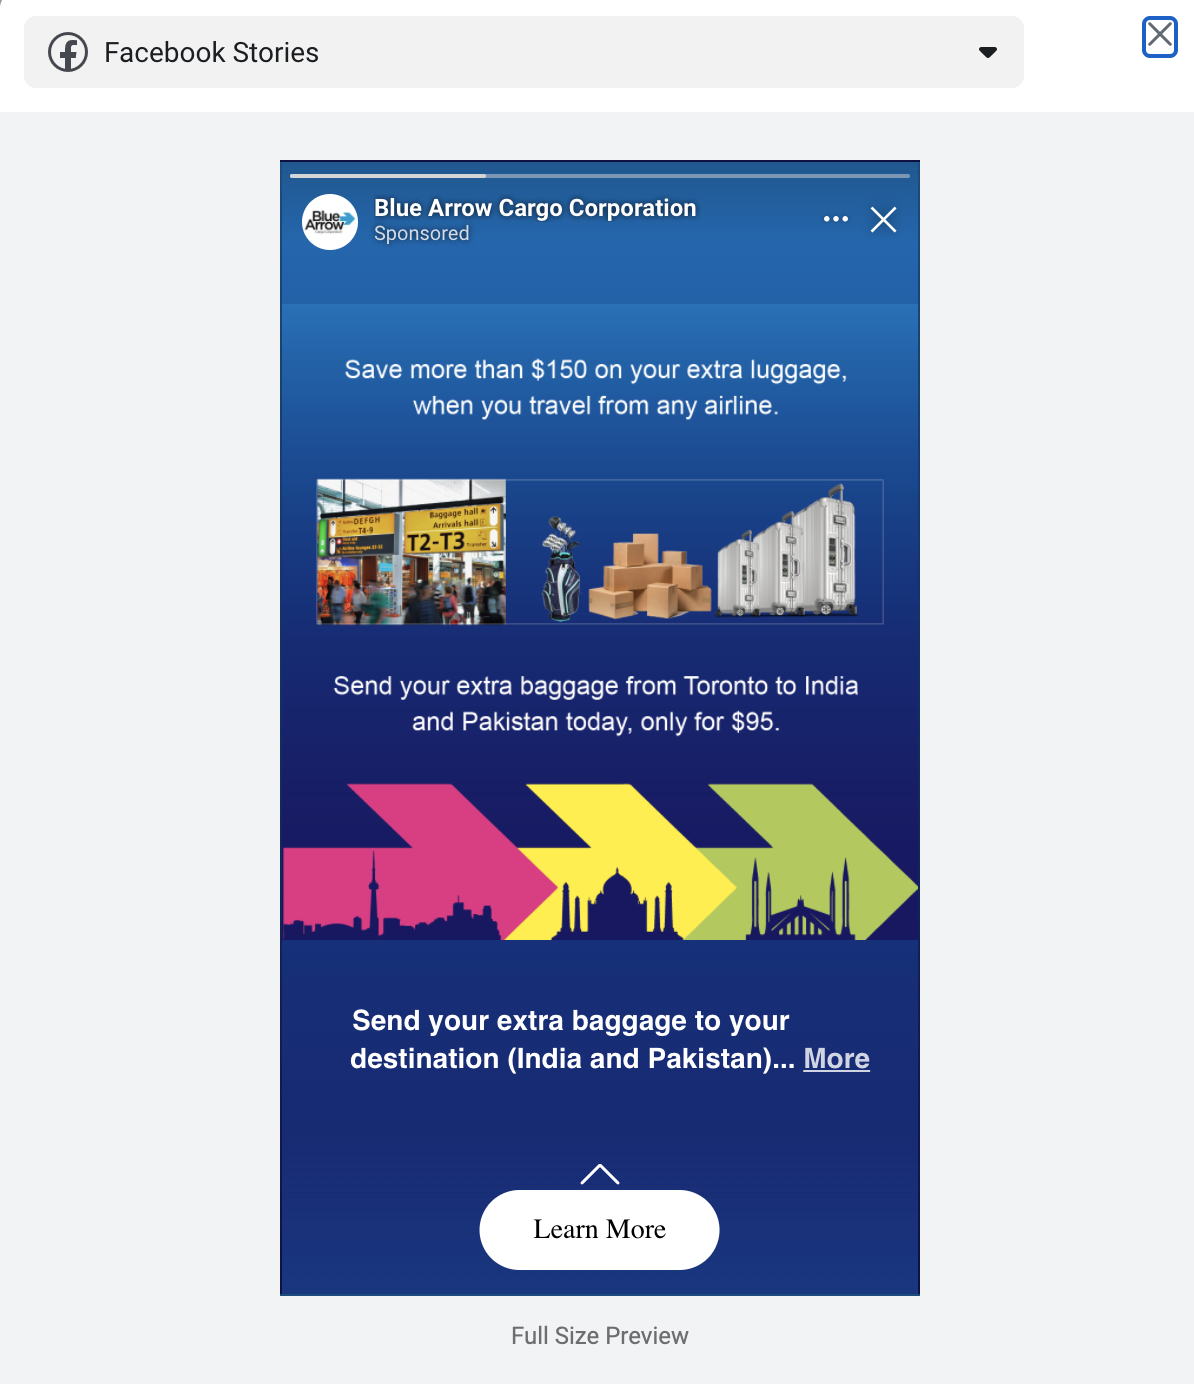 Facebook Stories
Blue Arrow Cargo Corporation
Sponsored
Blue
Arrow
Save more than $150 on your extra luggage,
when you travel from any airline.
DEFGH
T4-9
Baggage hall
Arrivals hall
T2-T3
Transfer
Send your extra baggage from Toronto to India
and Pakistan today, only for $95.
Send your extra baggage to your
destination (India and Pakistan)... More
Learn More
Full Size Preview